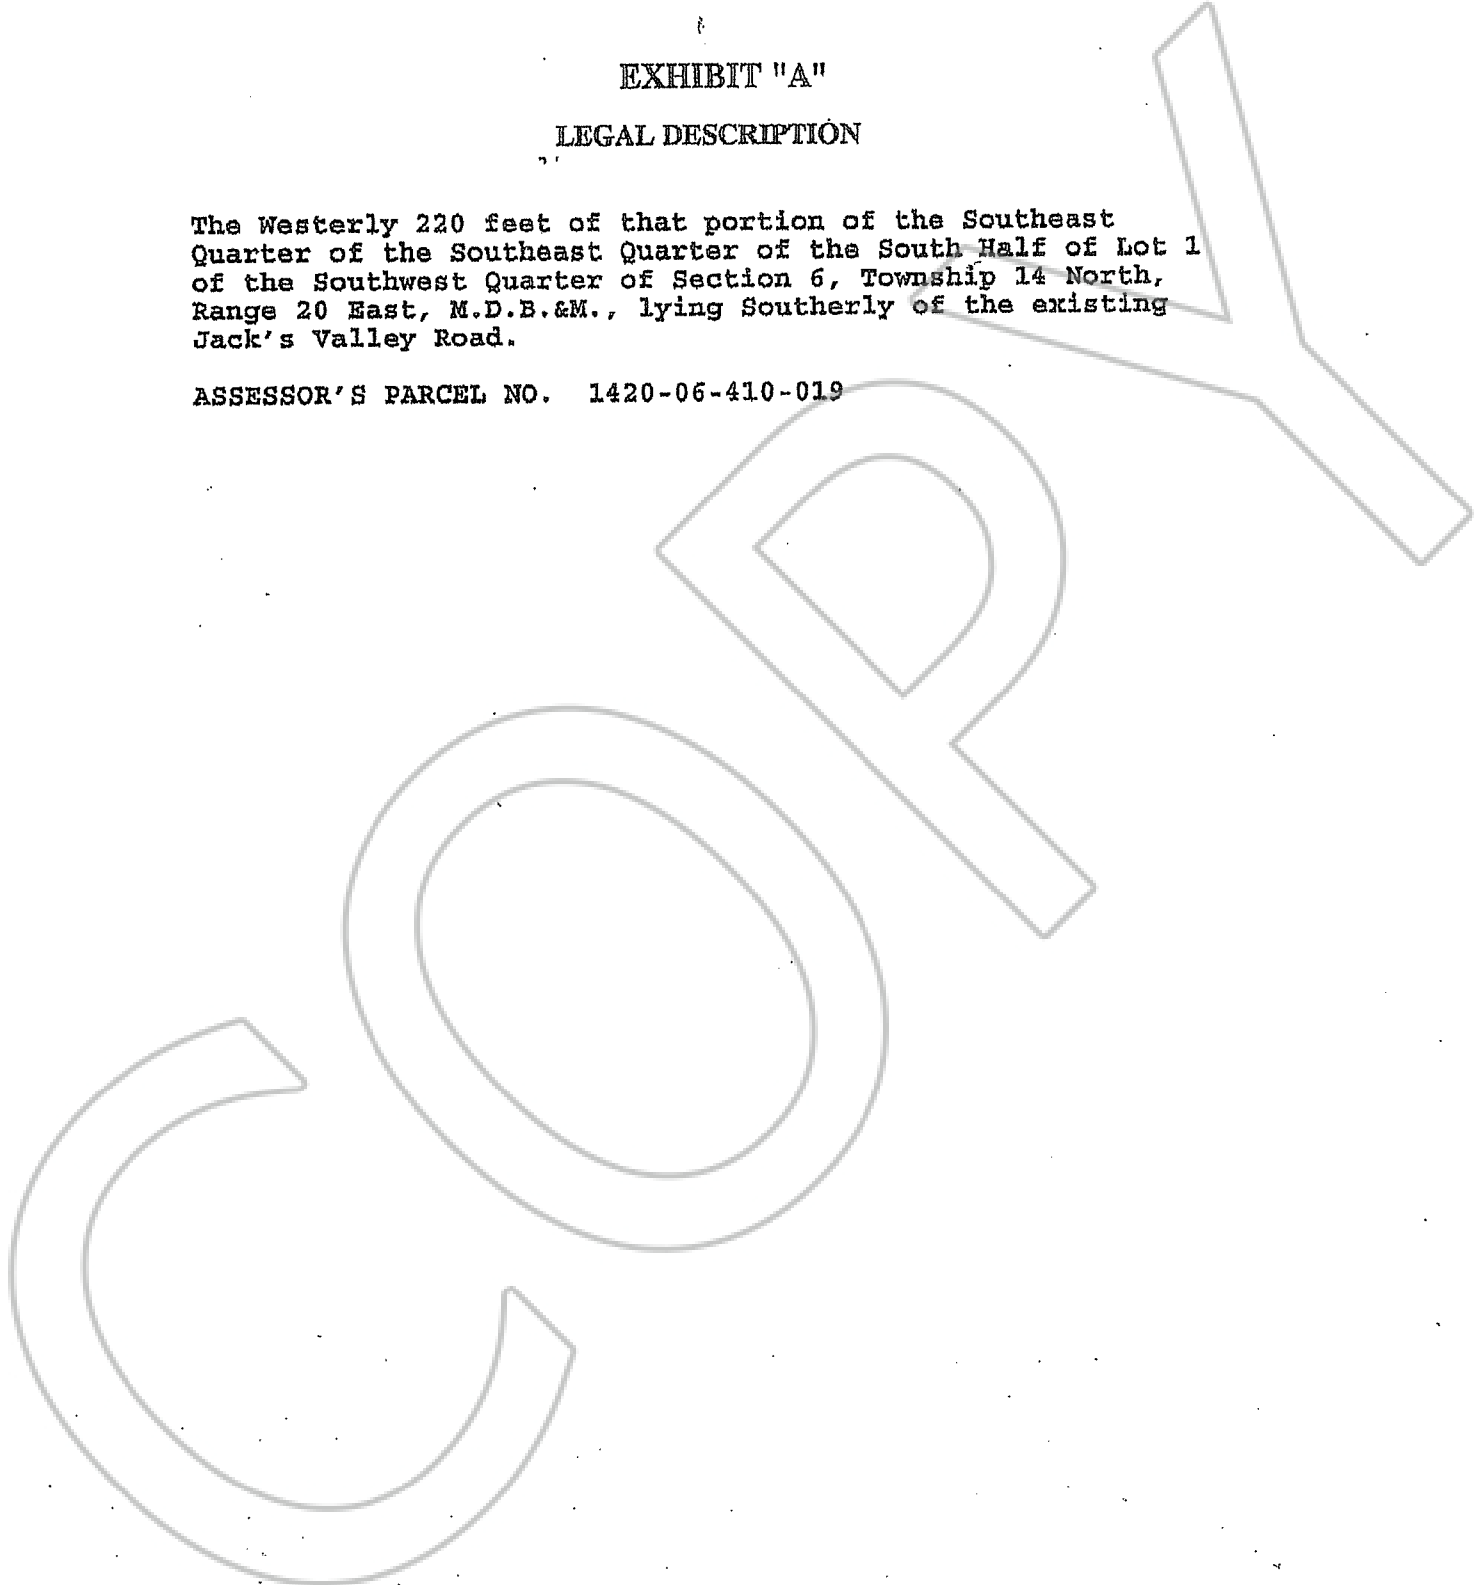 EXHIBIT "A"
LEGAL DESCRIPTION
The Westerly 220 feet of that portion of the Southeast
Quarter of the Southeast Quarter of the South Half of Lot 1
of the Southwest Quarter of Section 6, Township 14 North,
Range 20 East, M.D.B.&M., lying Southerly of the existing
Jack's Valley Road.
ASSESSOR'S PARCEL NO. 1420-06-410-019
COPY